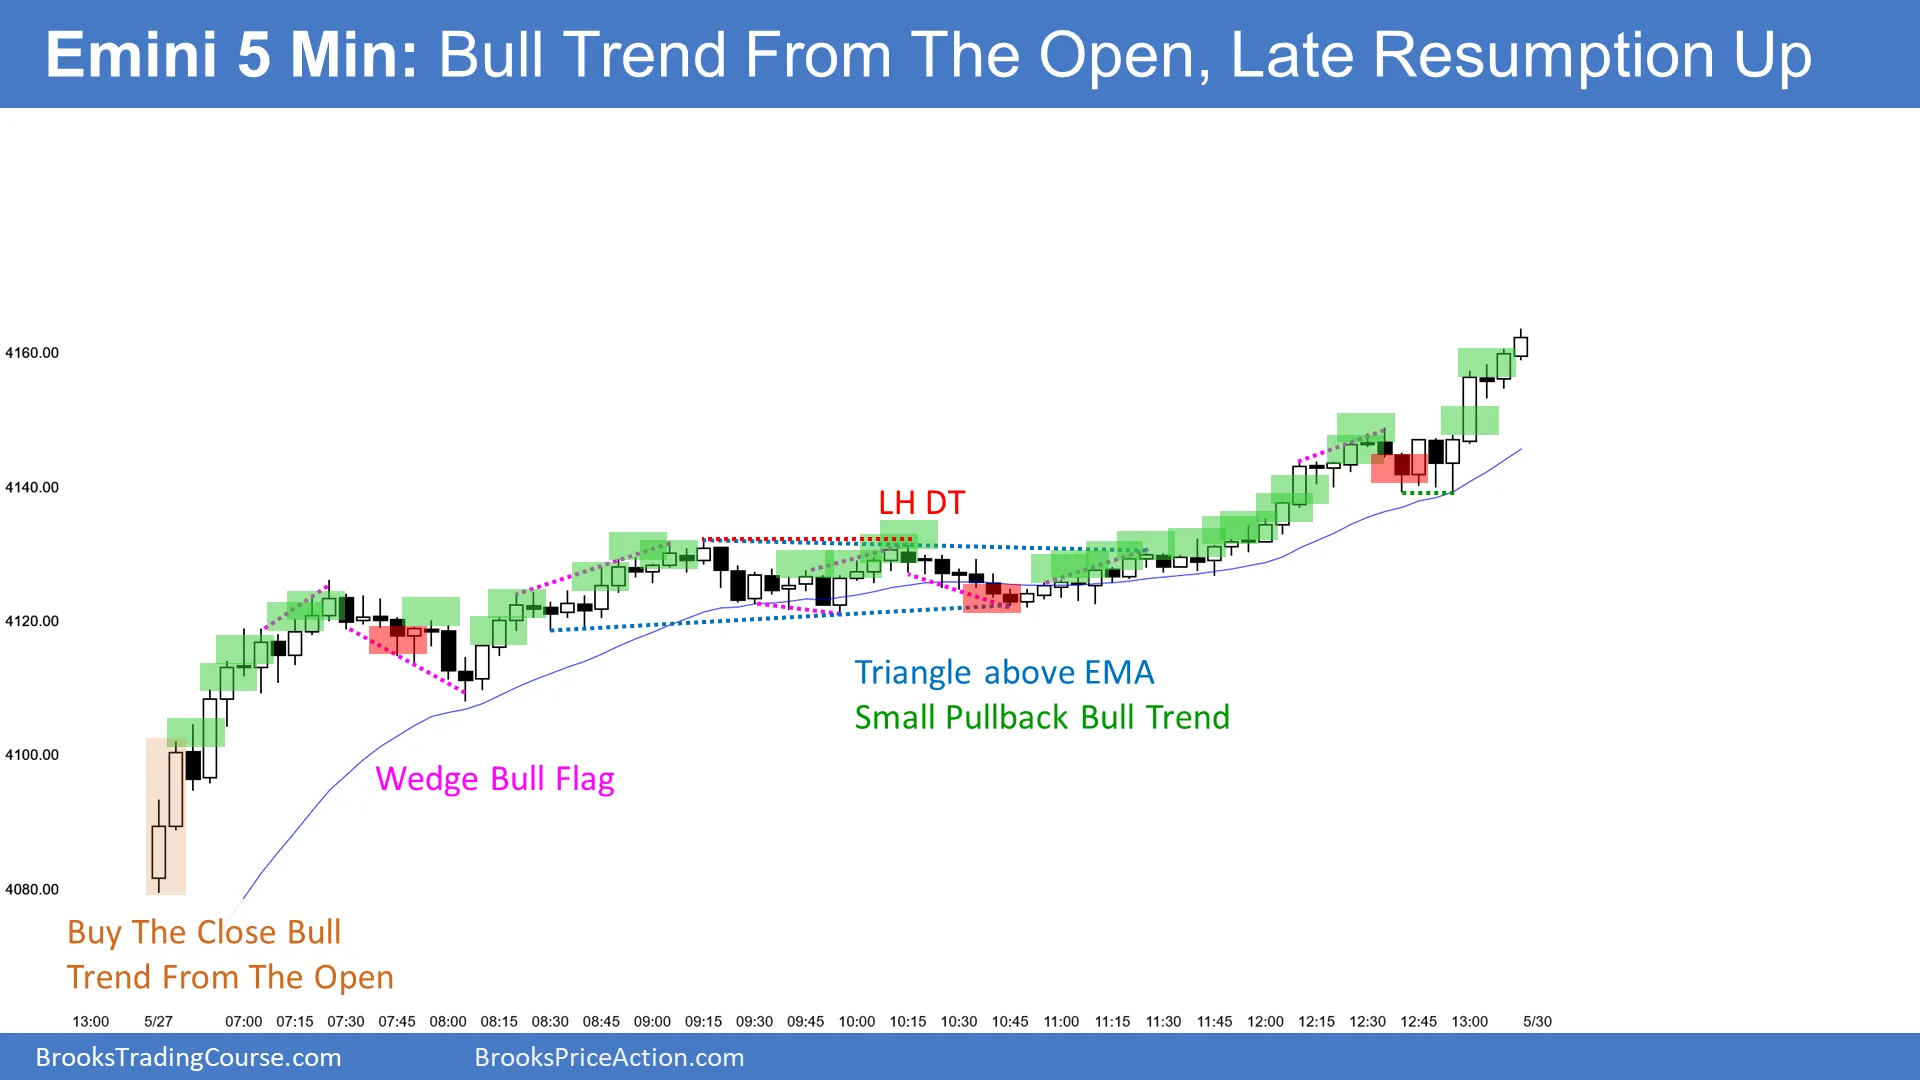 Emini 5 Min: Bull Trend From The Open, Late Resumption Up
4160.00
4140.00
LH DT
4120.00
Triangle above EMA
Small Pullback Bull Trend
4100.00
Wedge Bull Flag
4080.00
Buy The Close Bull
Trend From The Open
13:00 5/27 07:00 07:15 07:30 07:45 08:00 08:15 08:30 08:45 09:00 09:15 09:30 09:45 10:00 10:15 10:30 10:45 11:00 11:15 11:30 11:45 12:00 12:15 12:30 12:45 13:00 5/30
BrooksTradingCourse.com BrooksPriceAction.com